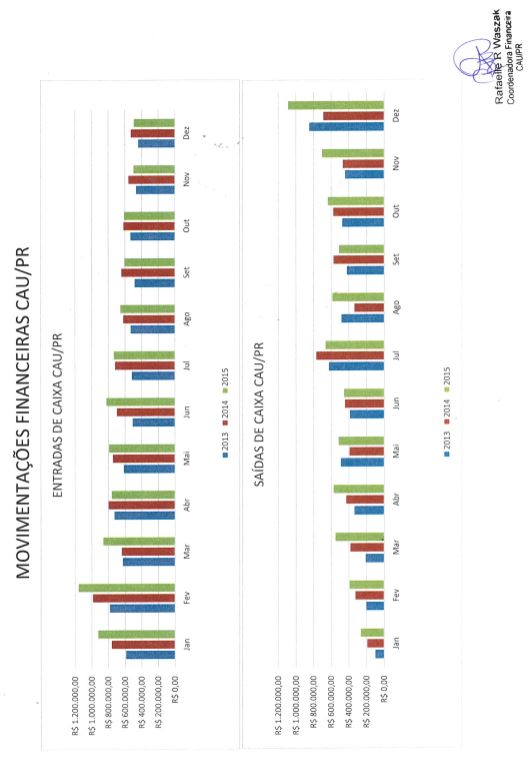 MOVIMENTAÇÕES FINANCEIRAS CAU/PR
ENTRADAS DE CAIXA CAU/PR
R$ 1.200.000,00
R$ 1.000.000,00
R$ 800.000,00
R$ 600.000,00
R$ 400.000,00
R$ 200.000,00
R$ 0,00
Jan Fev Mar Abr Mai Jun Jul Ago Set Out Nov Dez
2013 2014 2015
SAÍDAS DE CAIXA CAU/PR
R$ 1.200.000,00
R$ 1.000.000,00
R$ 800.000,00
R$ 600.000,00
R$ 400.000,00
R$ 200.000,00
R$ 0,00
Jan Fev Mar Abr Mai Jun Jul Ago Set Out Nov Dez
2013 2014 2015
Rafaelle R Waszak
Coordenadora Financeira
CAU/PR